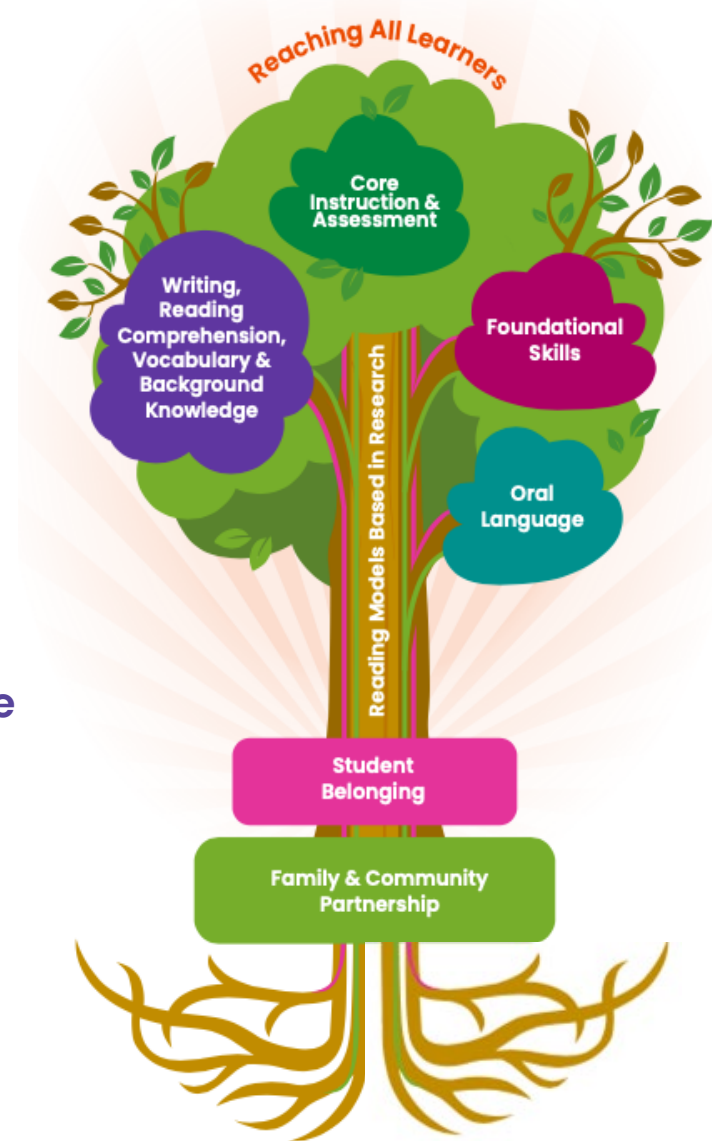 Reaching All Learners
Core
Instruction &
Assessment
Writing,
Reading
Comprehension,
Vocabulary &
Background
Knowledge
Foundational
Skills
Oral
Language
Reading Models Based in Research
e
Student
Belonging
Family & Community
Partnership